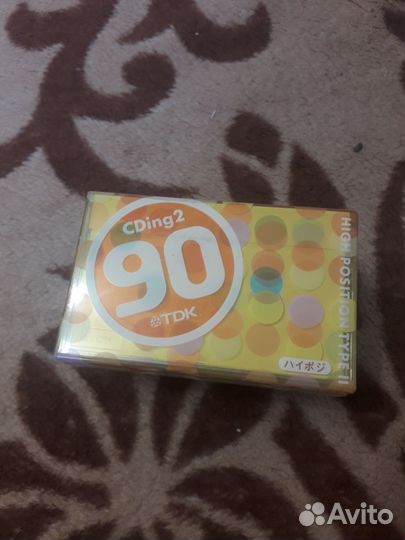 CDing2
90
TDK
HIGH POSITION TYPE II
ハイポジ
Avito